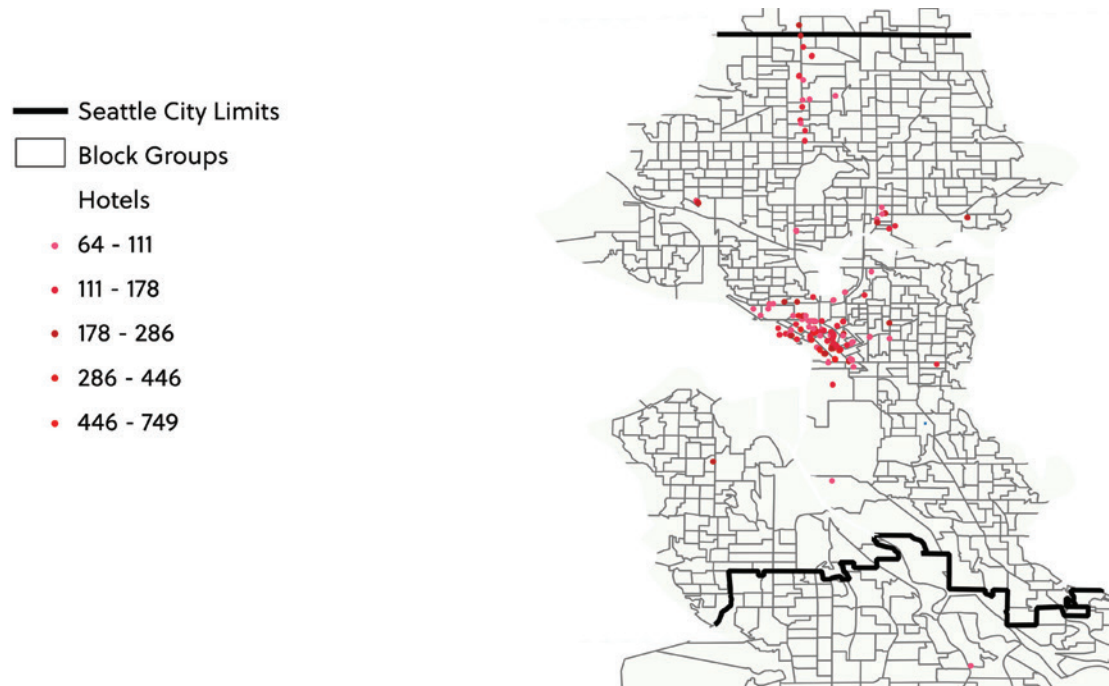 Seattle City Limits
Block Groups
Hotels
64 - 111
111 - 178
178 - 286
286 - 446
446 - 749